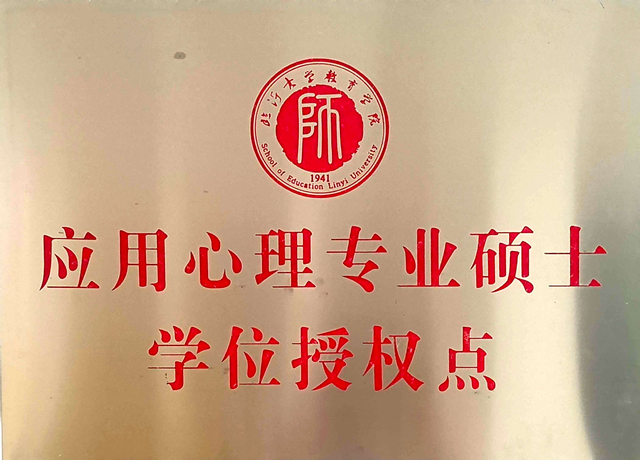 临沂大学教育学院
師
1941
School of Education Linyi University
应用心理专业硕士
学位授权点